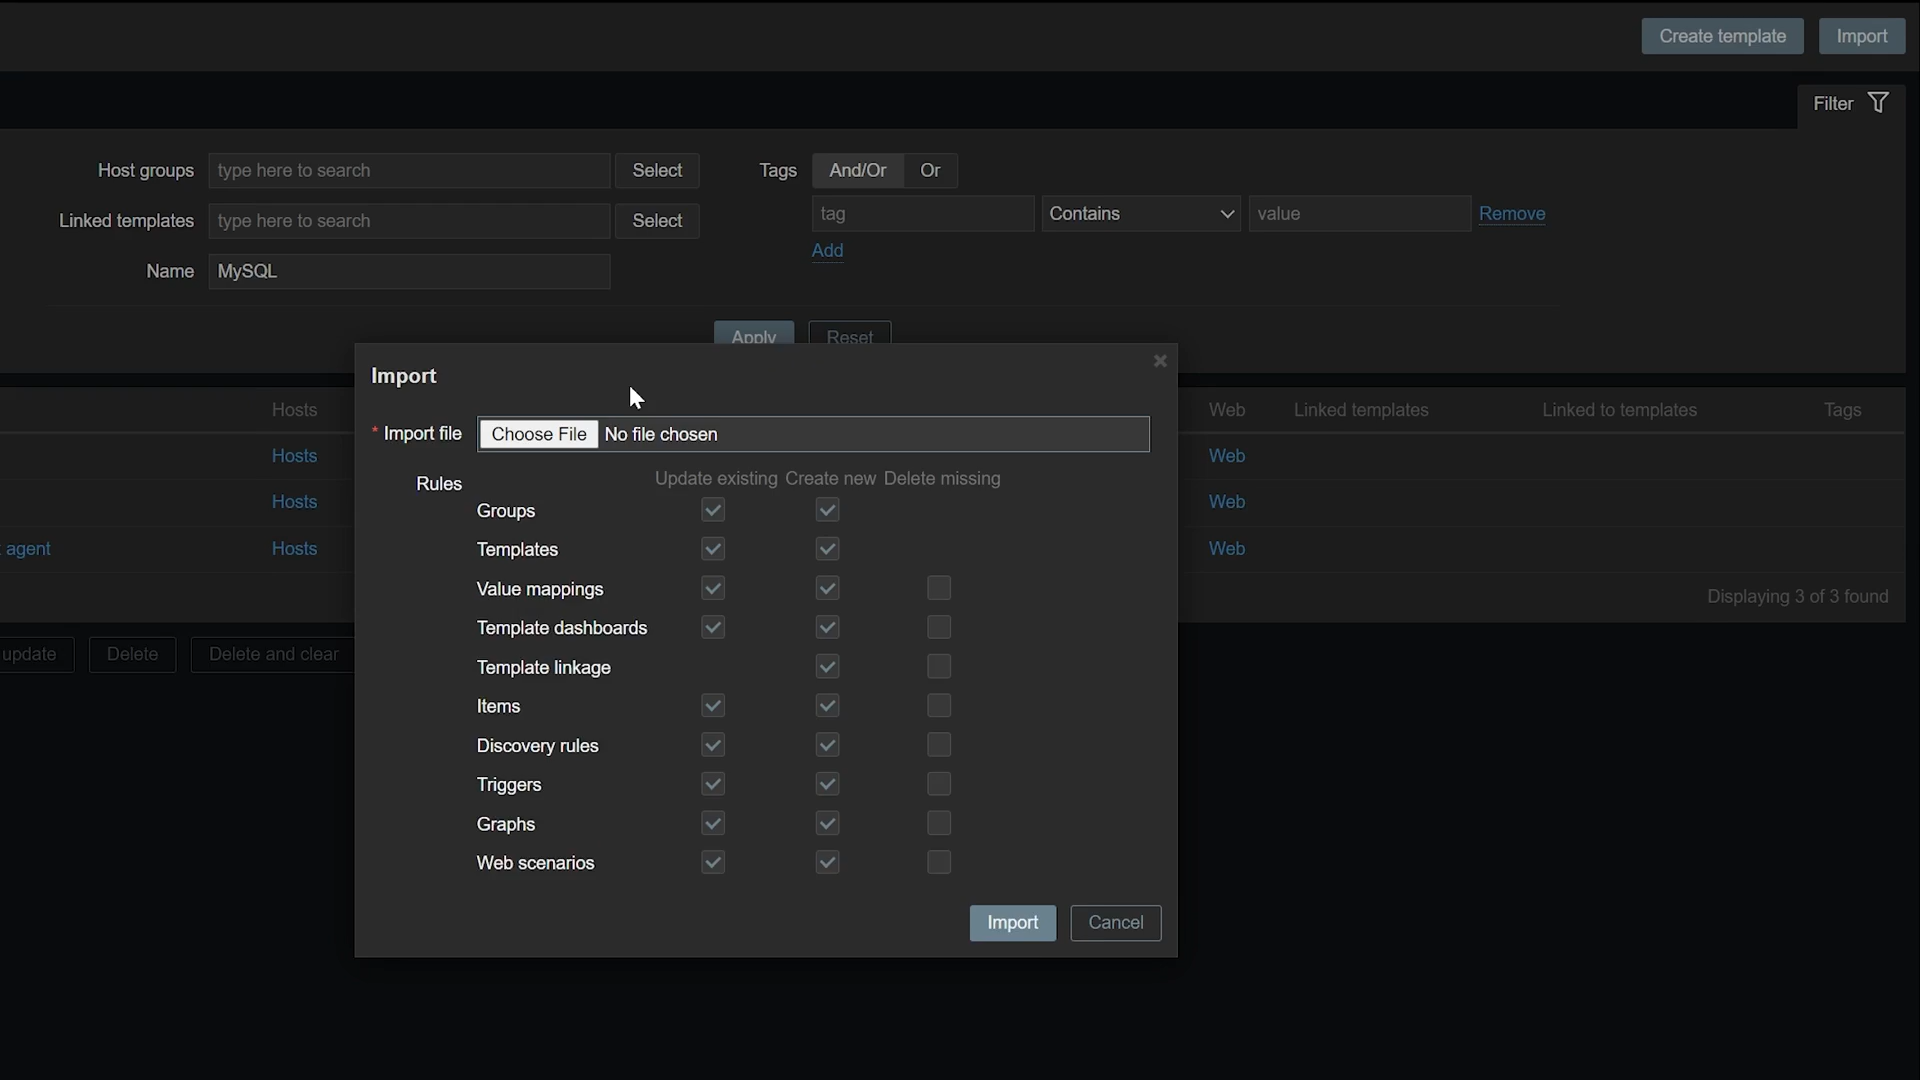 Create template Import
Filter
Host groups type here to search Select Tags And/Or Or
Linked templates type here to search Select tag Contains value Remove
Add
Name MySQL
Apply Reset
Import
Import file Choose File No file chosen
Rules Update existing Create new Delete missing
Groups
Templates
Value mappings
Template dashboards
Template linkage
Items
Discovery rules
Triggers
Graphs
Web scenarios
Import Cancel
Hosts Web Linked templates Linked to templates Tags
Hosts Web
Hosts Web
agent Hosts Web
Displaying 3 of 3 found
update Delete Delete and clear